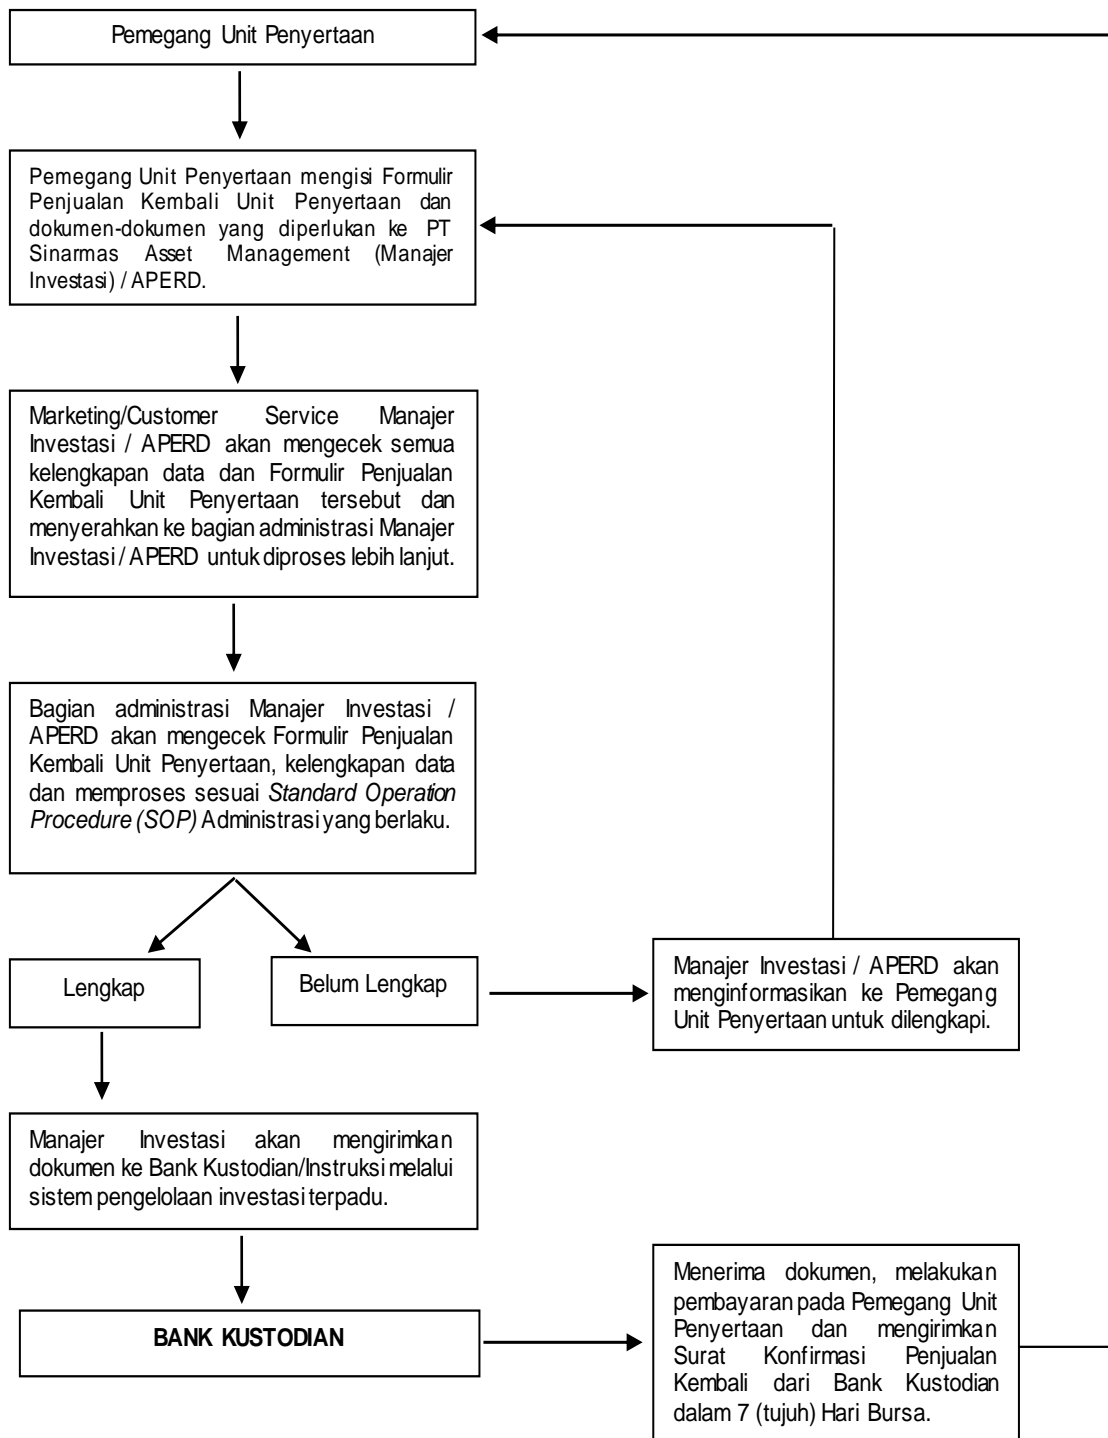 Pemegang Unit Penyertaan
Pemegang Unit Penyertaan mengisi Formulir
Penjualan Kembali Unit Penyertaan dan
dokumen-dokumen yang diperlukan ke PT
Sinarmas Asset Management (Manajer
Investasi) / APERD.
Marketing/Customer Service Manajer
Investasi / APERD akan mengecek semua
kelengkapan data dan Formulir Penjualan
Kembali Unit Penyertaan tersebut dan
menyerahkan ke bagian administrasi Manajer
Investasi / APERD untuk diproses lebih lanjut.
Bagian administrasi Manajer Investasi /
APERD akan mengecek Formulir Penjualan
Kembali Unit Penyertaan, kelengkapan data
dan memproses sesuai Standard Operation
Procedure (SOP) Administrasi yang berlaku.
Lengkap
Belum Lengkap
Manajer Investasi / APERD akan
menginformasikan ke Pemegang
Unit Penyertaan untuk dilengkapi.
Manajer Investasi akan mengirimkan
dokumen ke Bank Kustodian/Instruksi melalui
sistem pengelolaan investasi terpadu.
BANK KUSTODIAN
Menerima dokumen, melakukan
pembayaran pada Pemegang Unit
Penyertaan dan mengirimkan
Surat Konfirmasi Penjualan
Kembali dari Bank Kustodian
dalam 7 (tujuh) Hari Bursa.